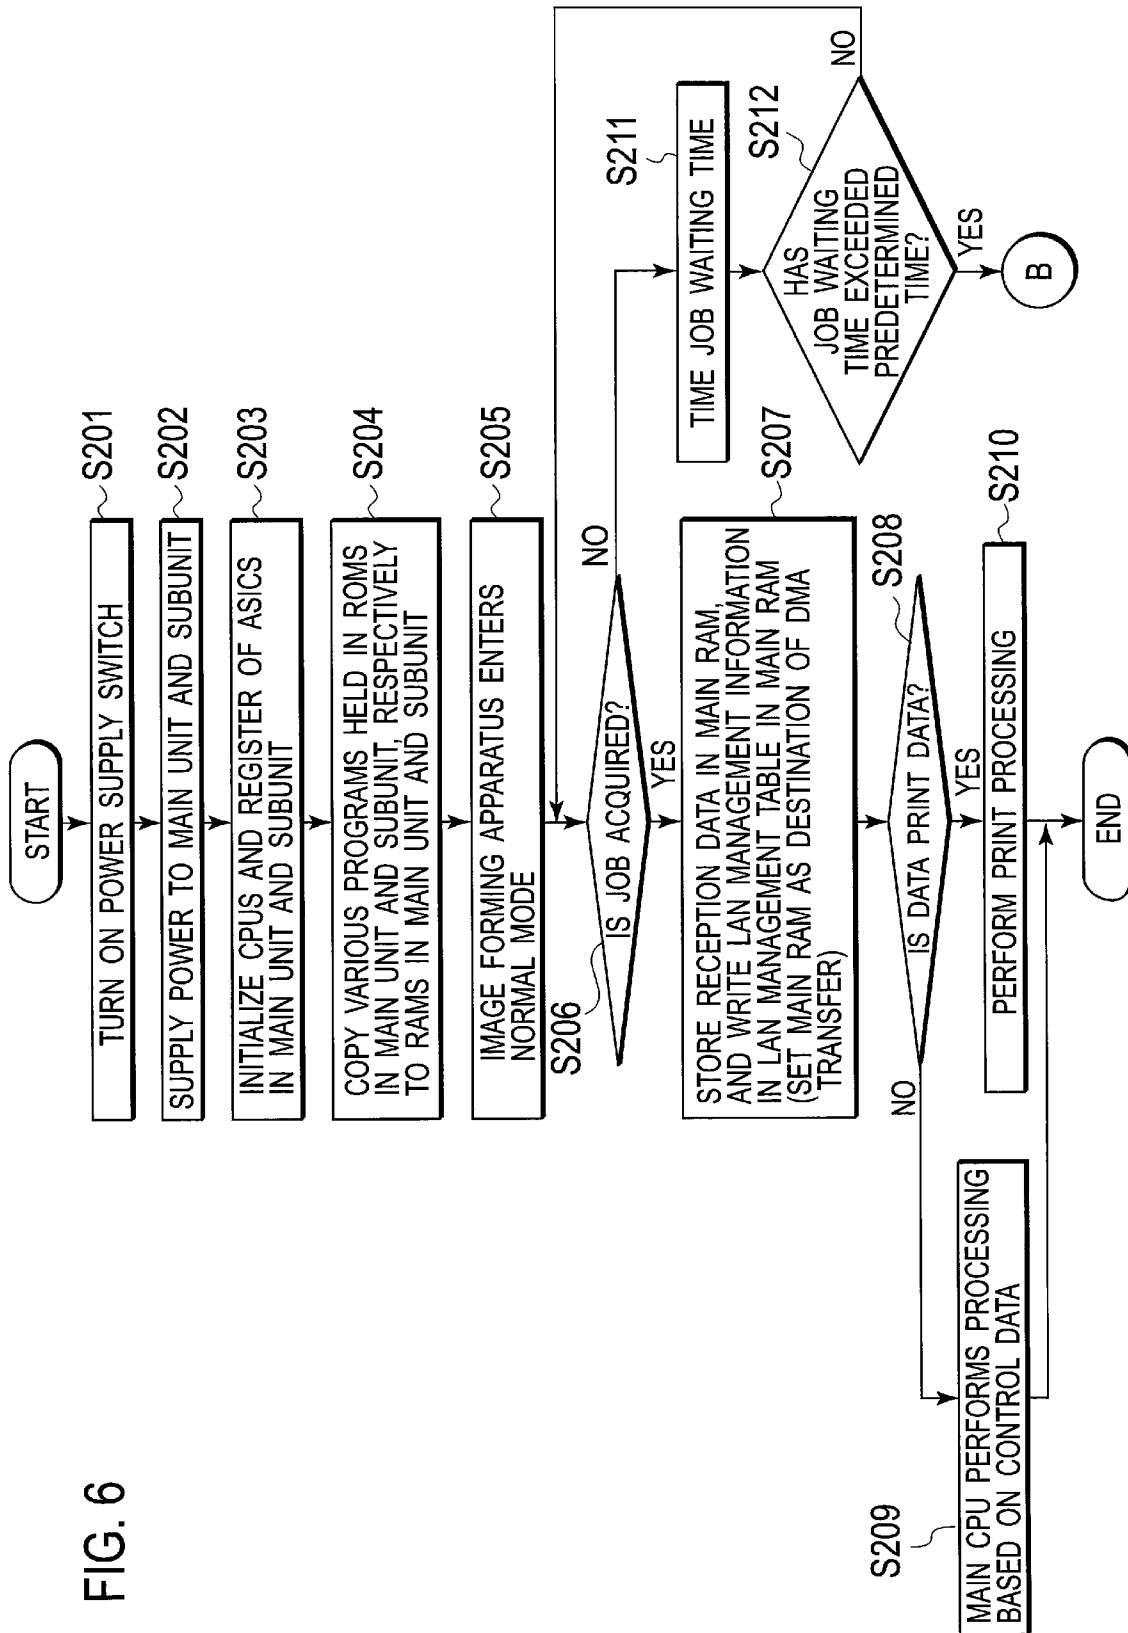 FIG. 6
START
TURN ON POWER SUPPLY SWITCH
S201
SUPPLY POWER TO MAIN UNIT AND SUBUNIT
S202
INITIALIZE CPUS AND REGISTER OF ASICS
IN MAIN UNIT AND SUBUNIT
S203
COPY VARIOUS PROGRAMS HELD IN ROMS
IN MAIN UNIT AND SUBUNIT, RESPECTIVELY
TO RAMS IN MAIN UNIT AND SUBUNIT
S204
IMAGE FORMING APPARATUS ENTERS
NORMAL MODE
S205
S206
IS JOB ACQUIRED?
NO
YES
TIME JOB WAITING TIME
S211
HAS
JOB WAITING
TIME EXCEEDED
PREDETERMINED
TIME?
S212
NO
YES
B
STORE RECEPTION DATA IN MAIN RAM,
AND WRITE LAN MANAGEMENT INFORMATION
IN LAN MANAGEMENT TABLE IN MAIN RAM
(SET MAIN RAM AS DESTINATION OF DMA
TRANSFER)
S207
IS DATA PRINT DATA?
S208
NO
YES
S209
MAIN CPU PERFORMS PROCESSING
BASED ON CONTROL DATA
PERFORM PRINT PROCESSING
S210
END